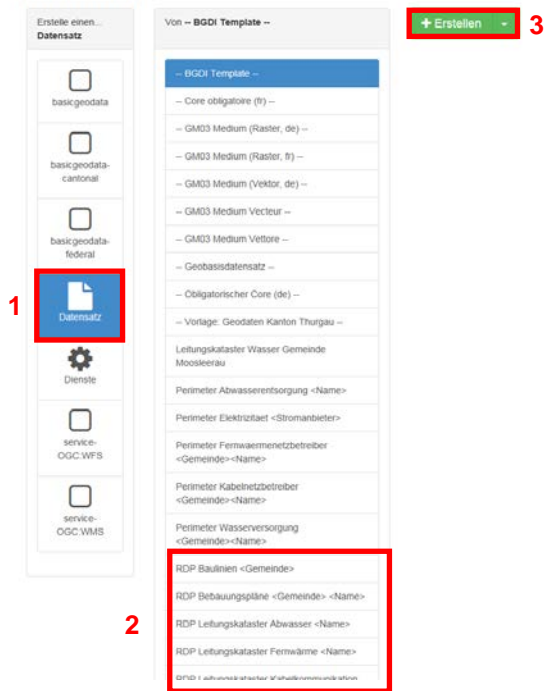 Erstelle einen...
Datensatz
basicgeodata
basicgeodata-
cantonal
basicgeodata-
federal
1
Datensatz
Dienste
service-
OGC:WFS
service-
OGC:WMS
Von -- BGDI Template --
-- BGDI Template --
-- Core obligatoire (fr) --
-- GM03 Medium (Raster, de) --
-- GM03 Medium (Raster, fr) --
-- GM03 Medium (Vektor, de) --
-- GM03 Medium Vecteur --
-- GM03 Medium Vettore --
-- Geobasisdatensatz --
-- Obligatorischer Core (de) --
-- Vorlage: Geodaten Kanton Thurgau --
Leitungskataster Wasser Gemeinde
Moosleerau
Perimeter Abwasserentsorgung <Name>
Perimeter Elektrizitaet <Stromanbieter>
Perimeter Fernwaermenetzbetreiber
<Gemeinde><Name>
Perimeter Kabelnetzbetreiber
<Gemeinde><Name>
Perimeter Wasserversorgung
<Gemeinde><Name>
2
RDP Baulinien <Gemeinde>
RDP Bebauungspläne <Gemeinde> <Name>
RDP Leitungskataster Abwasser <Name>
RDP Leitungskataster Fernwärme <Name>
RDP Leitungskataster Kabelkommunikation
+ Erstellen
3